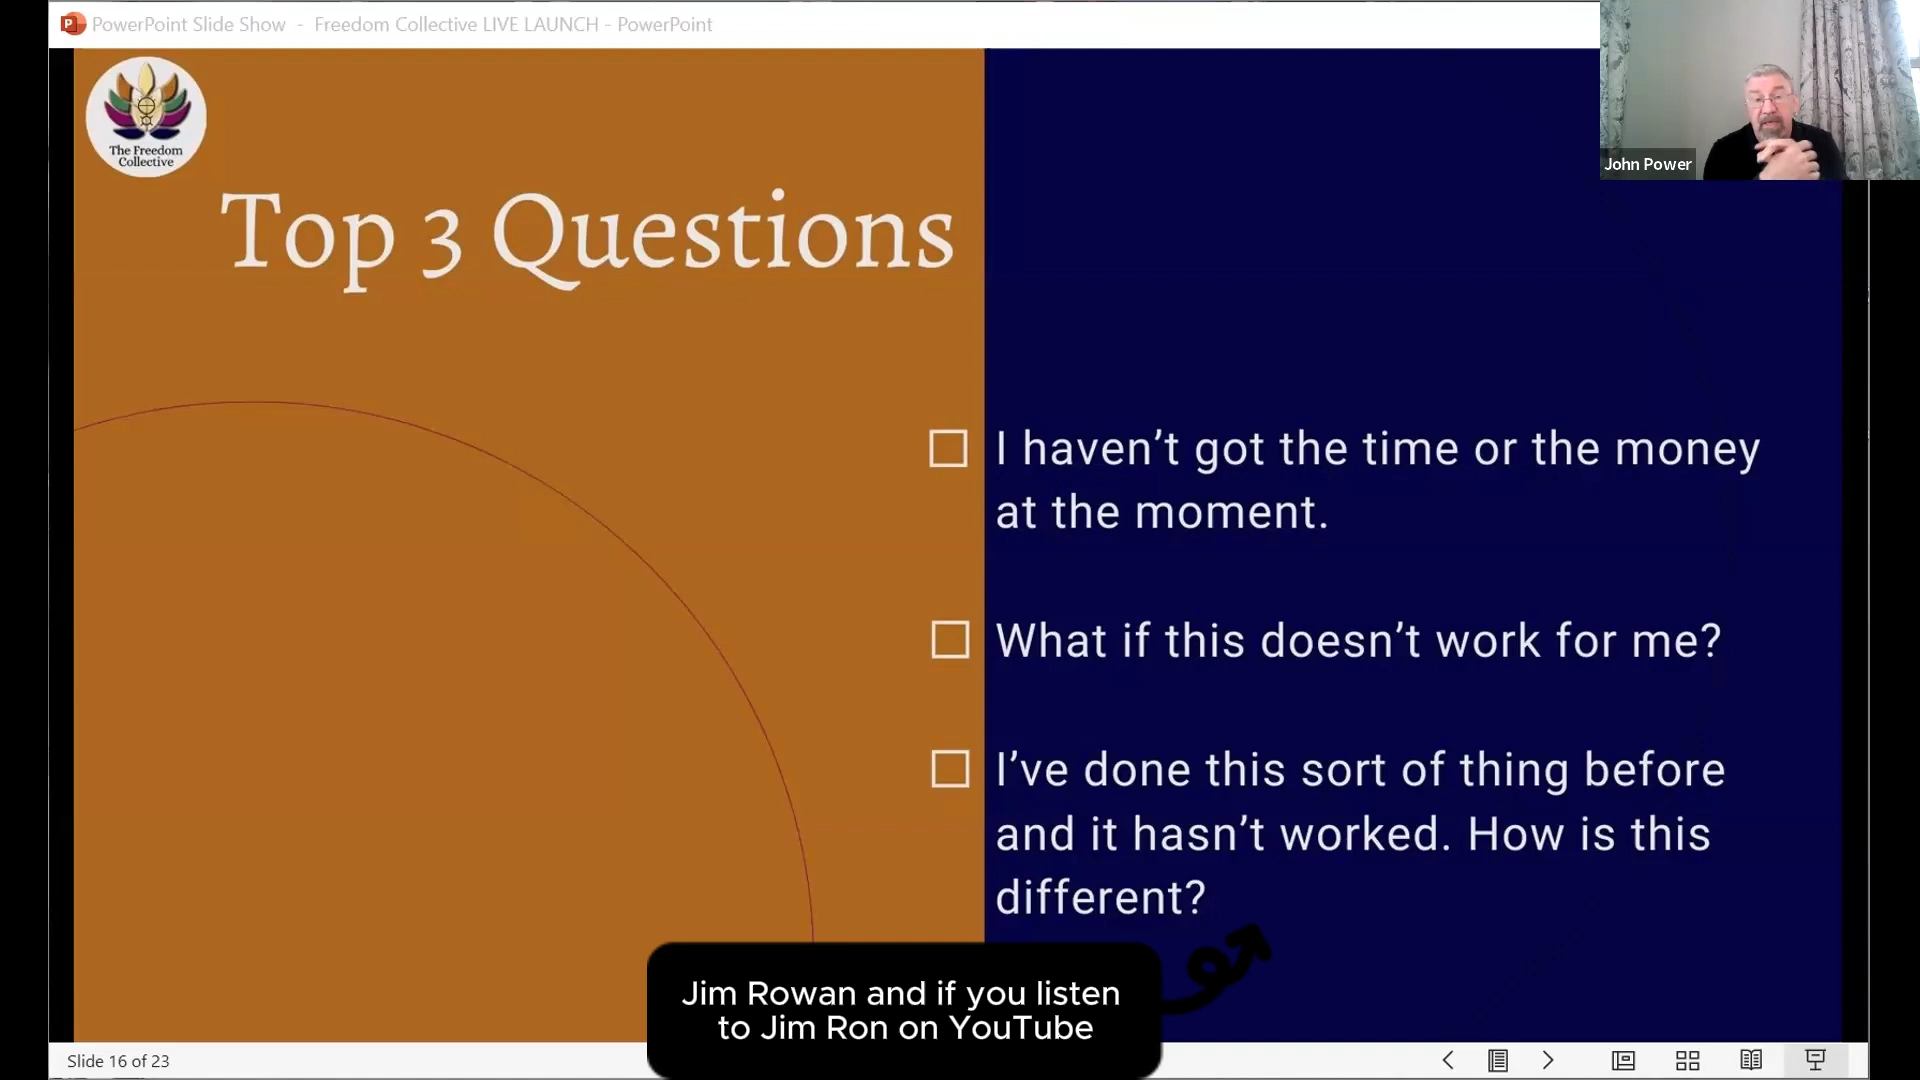 PowerPoint Slide Show - Freedom Collective LIVE LAUNCH - PowerPoint
The Freedom
Collective
Top 3 Questions
John Power
I haven't got the time or the money
at the moment.
What if this doesn't work for me?
I've done this sort of thing before
and it hasn't worked. How is this
different?
Jim Rowan and if you listen
to Jim Ron on YouTube
Slide 16 of 23